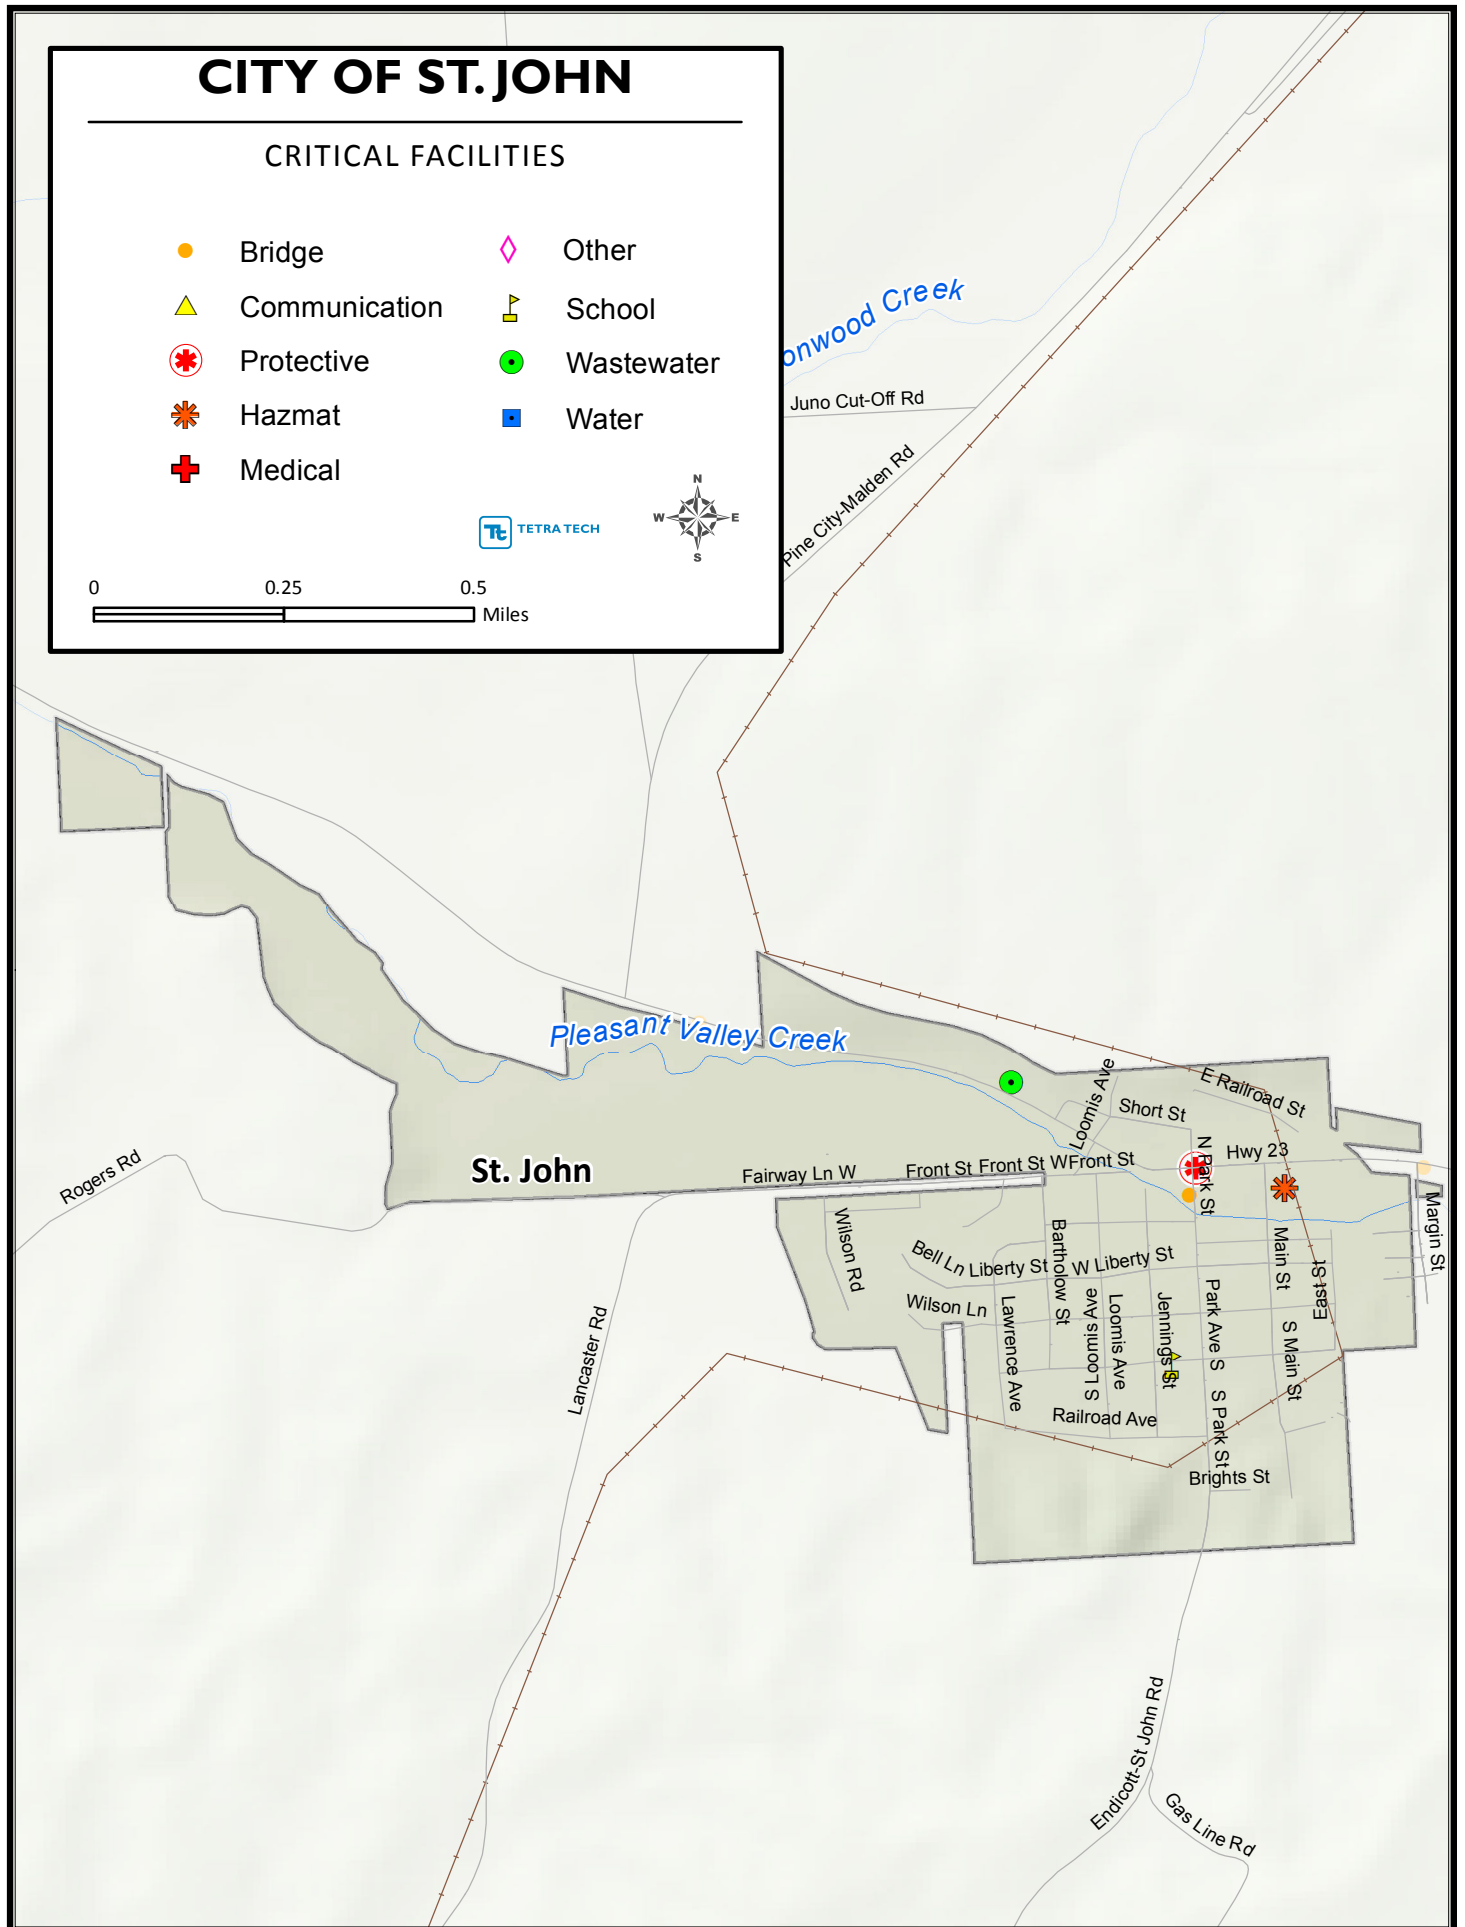 CITY OF ST. JOHN
CRITICAL FACILITIES
Bridge
Other
Communication
School
Protective
Wastewater
Hazmat
Water
Medical
N
W E
S
Tt TETRA TECH
0 0.25 0.5
Miles
onwood Creek
Juno Cut-Off Rd
Pine City-Malden Rd
Pleasant Valley Creek
Loomis Ave
E Railroad St
Short St
N Park St
Hwy 23
Rogers Rd
St. John
Fairway Ln W
Front St
Front St W
Front St
Margin St
Wilson Rd
Bell Ln
Liberty St
Bartholow St
W Liberty St
Main St
East St
Wilson Ln
Lawrence Ave
S Loomis Ave
Loomis Ave
Jennings St
Park Ave S
S Main St
Lancaster Rd
Railroad Ave
S Park St
Brights St
Endicott-St John Rd
Gas Line Rd